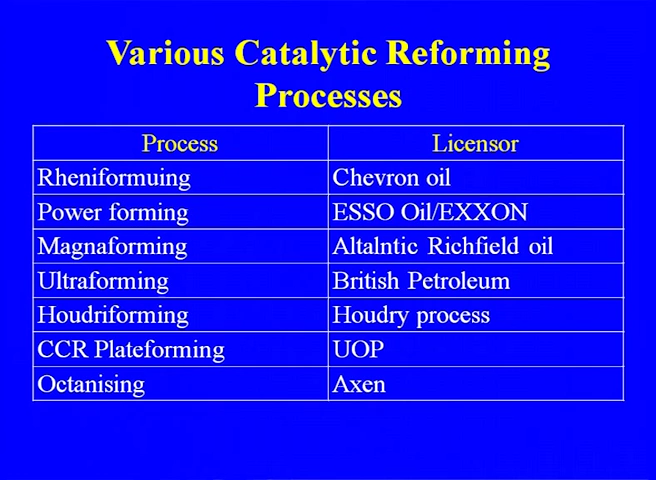 Various Catalytic Reforming
Processes
Process Licensor
Rheniformuing Chevron oil
Power forming ESSO Oil/EXXON
Magnaforming Altalntic Richfield oil
Ultraforming British Petroleum
Houdriforming Houdry process
CCR Plateforming UOP
Octanising Axen